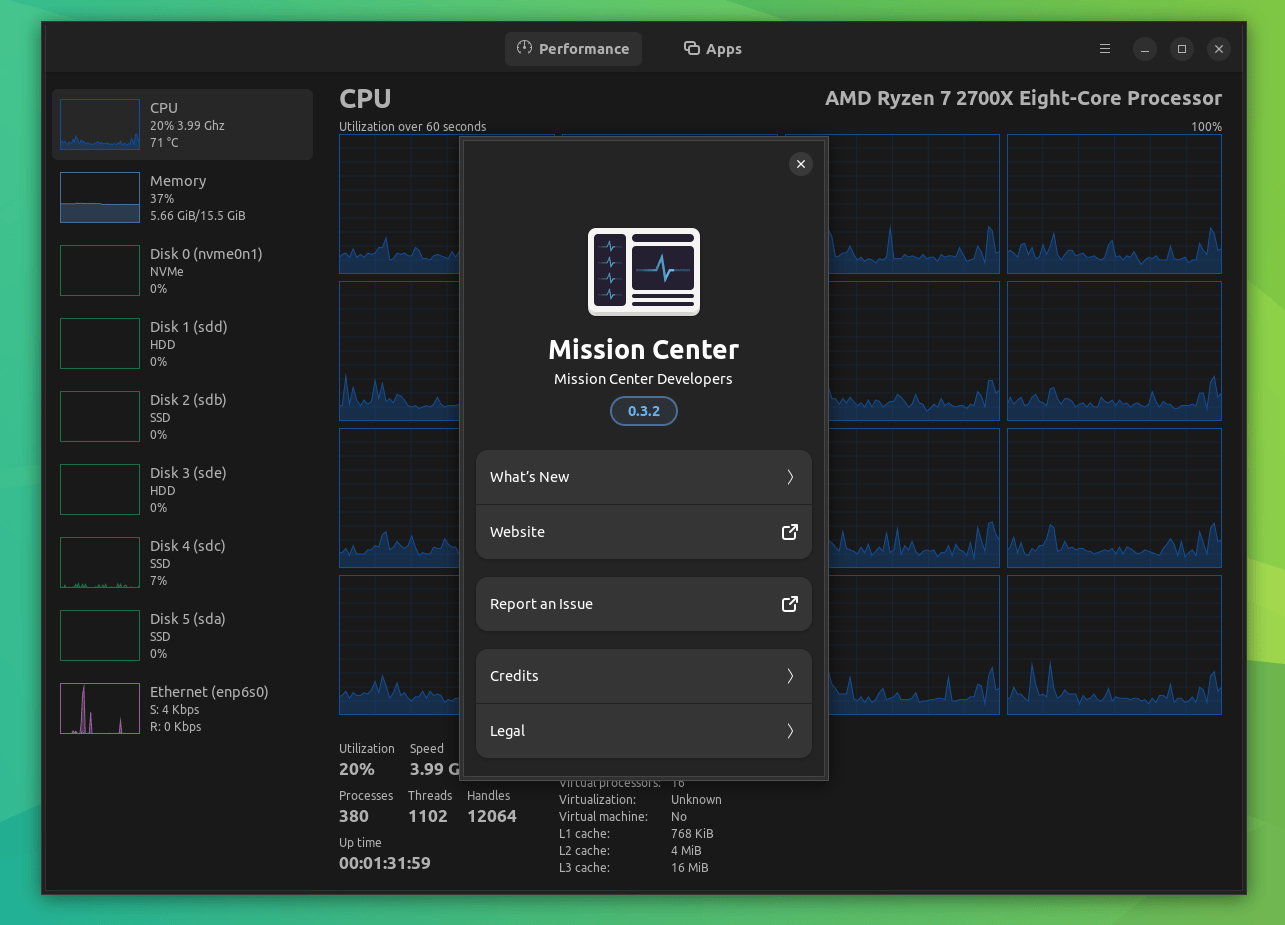 Performance
Apps
CPU
20% 3.99 Ghz
71 °C
Memory
37%
5.66 GiB/15.5 GiB
Disk 0 (nvme0n1)
NVMe
0%
Disk 1 (sdd)
HDD
0%
Disk 2 (sdb)
SSD
0%
Disk 3 (sde)
HDD
0%
Disk 4 (sdc)
SSD
7%
Disk 5 (sda)
SSD
0%
Ethernet (enp6s0)
S: 4 Kbps
R: 0 Kbps
CPU
AMD Ryzen 7 2700X Eight-Core Processor
Utilization over 60 seconds
100%
Mission Center
Mission Center Developers
0.3.2
What’s New
Website
Report an Issue
Credits
Legal
Utilization Speed
20% 3.99 G
Processes Threads Handles
380 1102 12064
Up time
00:01:31:59
Virtual processors: 16
Virtualization: Unknown
Virtual machine: No
L1 cache: 768 KiB
L2 cache: 4 MiB
L3 cache: 16 MiB